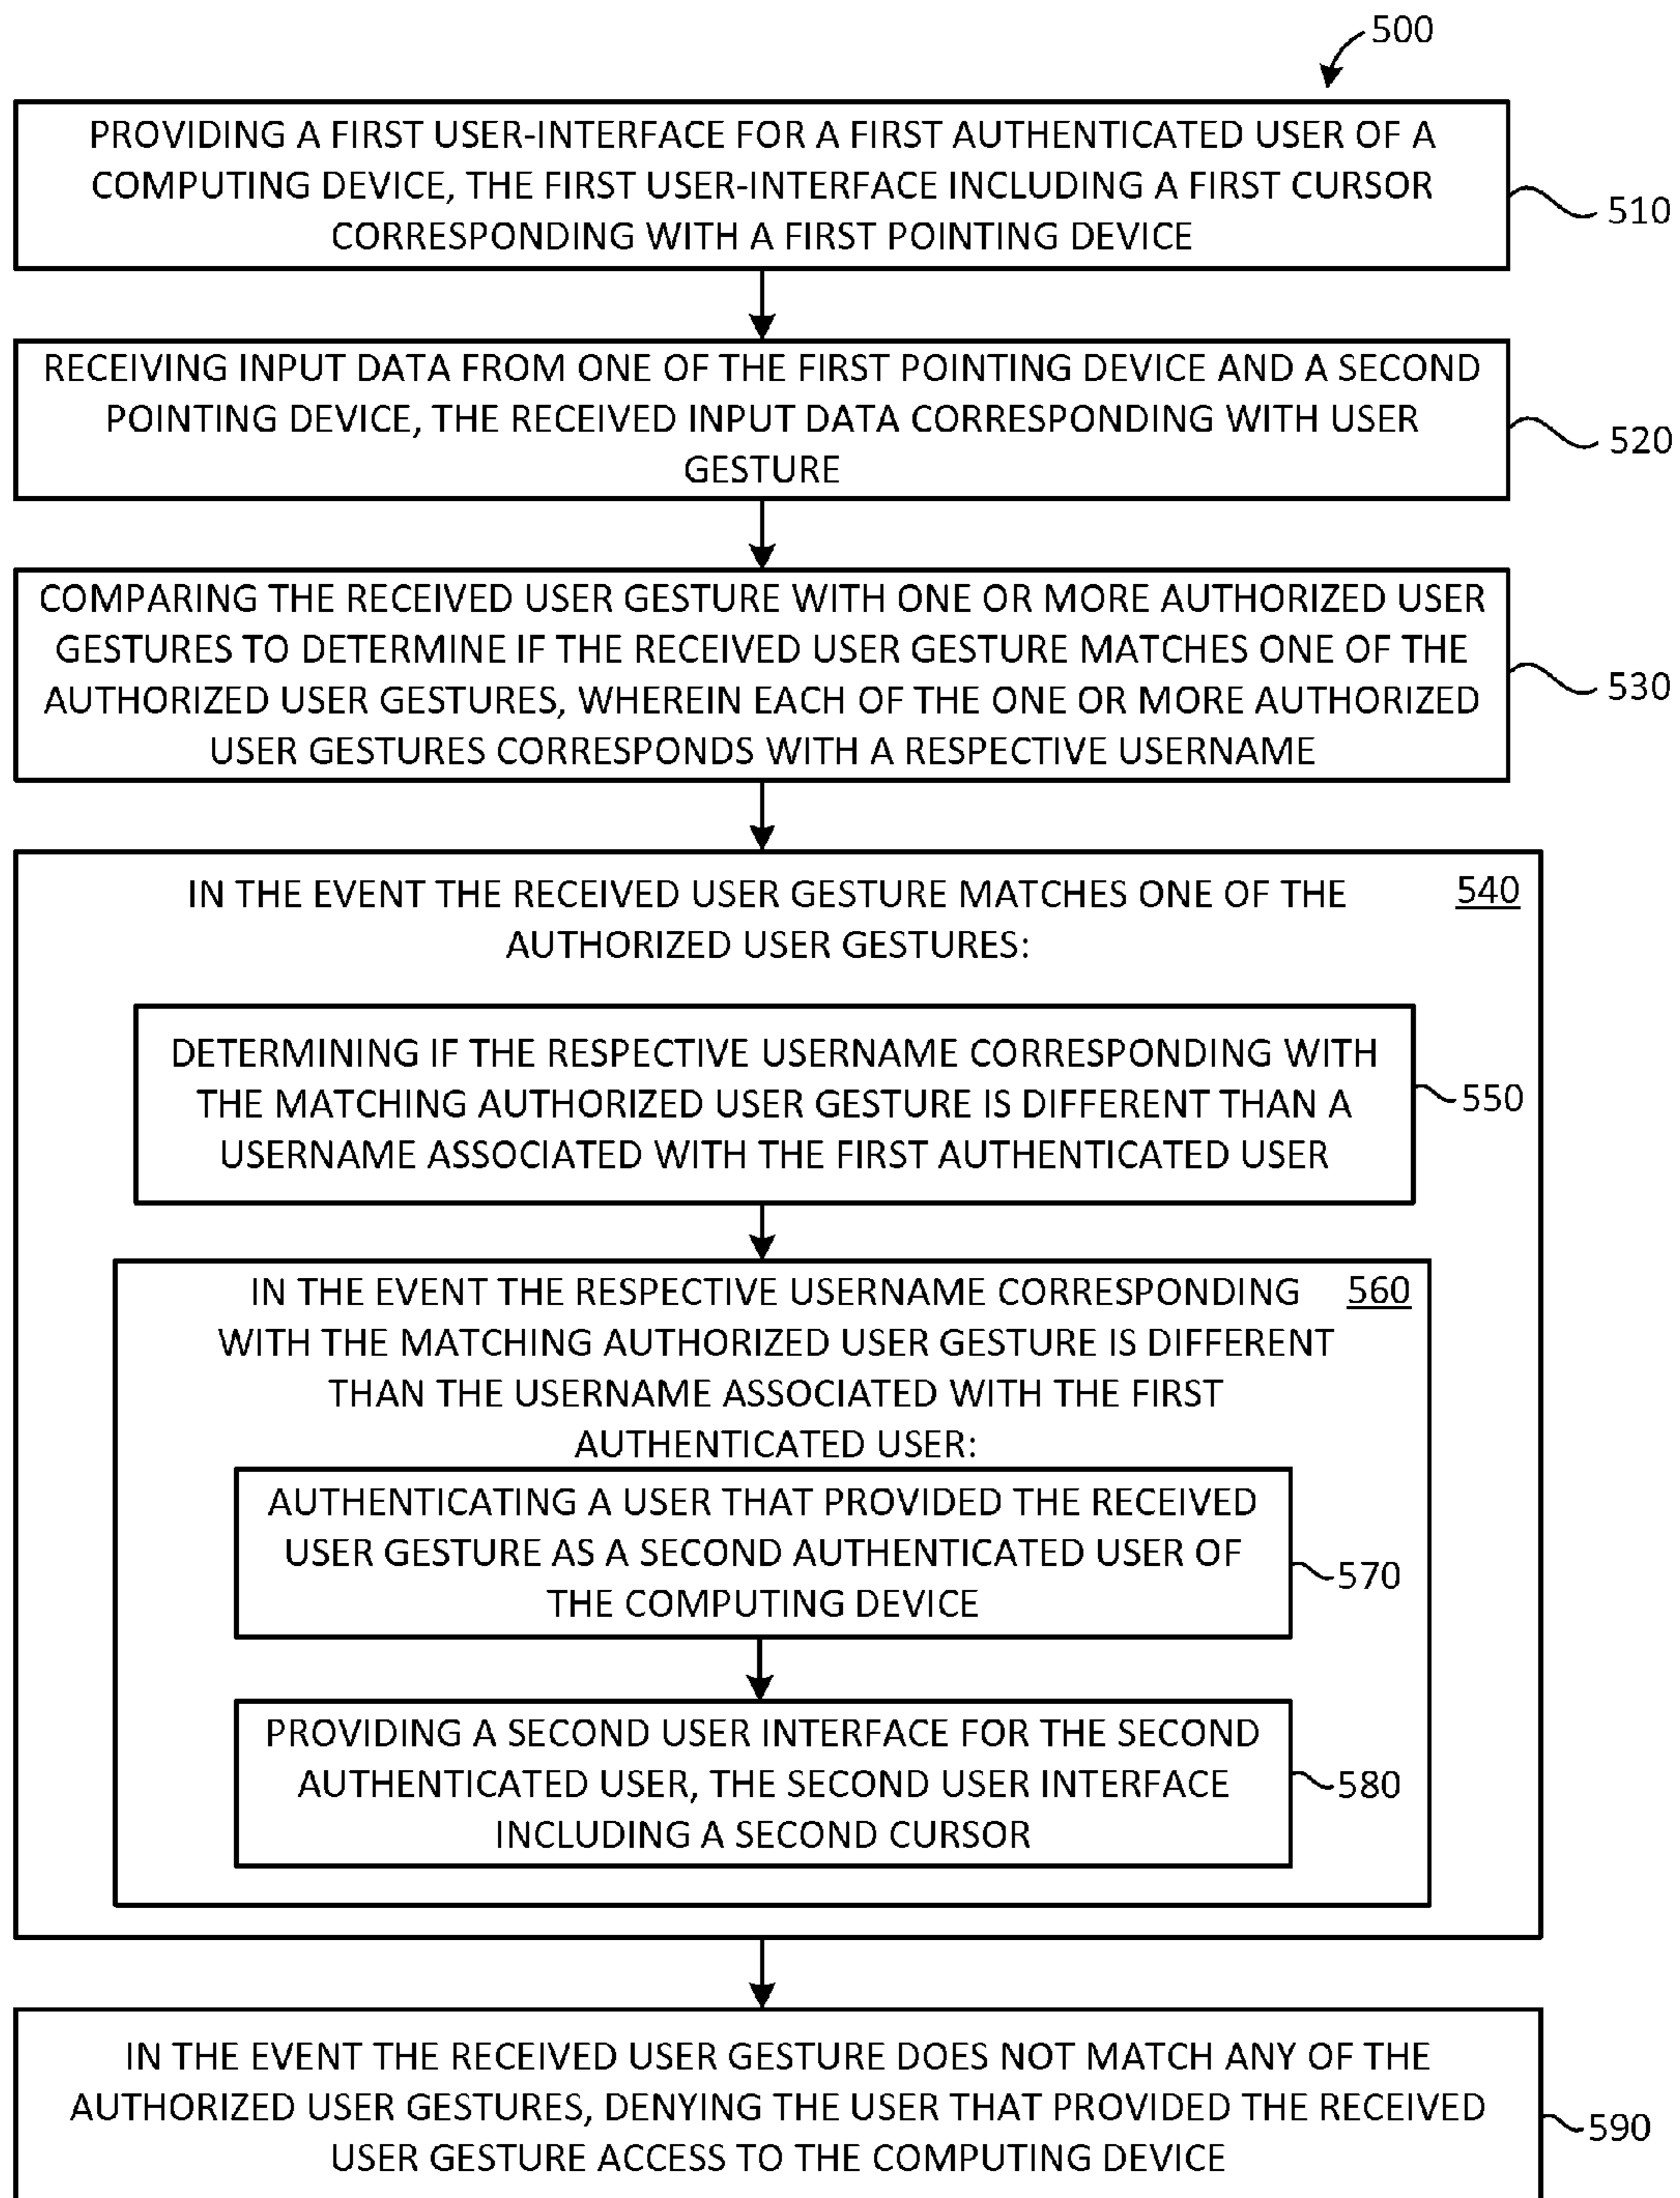 500
PROVIDING A FIRST USER-INTERFACE FOR A FIRST AUTHENTICATED USER OF A
COMPUTING DEVICE, THE FIRST USER-INTERFACE INCLUDING A FIRST CURSOR
CORRESPONDING WITH A FIRST POINTING DEVICE
510
RECEIVING INPUT DATA FROM ONE OF THE FIRST POINTING DEVICE AND A SECOND
POINTING DEVICE, THE RECEIVED INPUT DATA CORRESPONDING WITH USER
GESTURE
520
COMPARING THE RECEIVED USER GESTURE WITH ONE OR MORE AUTHORIZED USER
GESTURES TO DETERMINE IF THE RECEIVED USER GESTURE MATCHES ONE OF THE
AUTHORIZED USER GESTURES, WHEREIN EACH OF THE ONE OR MORE AUTHORIZED
USER GESTURES CORRESPONDS WITH A RESPECTIVE USERNAME
530
IN THE EVENT THE RECEIVED USER GESTURE MATCHES ONE OF THE
AUTHORIZED USER GESTURES:
540
DETERMINING IF THE RESPECTIVE USERNAME CORRESPONDING WITH
THE MATCHING AUTHORIZED USER GESTURE IS DIFFERENT THAN A
USERNAME ASSOCIATED WITH THE FIRST AUTHENTICATED USER
550
IN THE EVENT THE RESPECTIVE USERNAME CORRESPONDING
WITH THE MATCHING AUTHORIZED USER GESTURE IS DIFFERENT
THAN THE USERNAME ASSOCIATED WITH THE FIRST
AUTHENTICATED USER:
560
AUTHENTICATING A USER THAT PROVIDED THE RECEIVED
USER GESTURE AS A SECOND AUTHENTICATED USER OF
THE COMPUTING DEVICE
570
PROVIDING A SECOND USER INTERFACE FOR THE SECOND
AUTHENTICATED USER, THE SECOND USER INTERFACE
INCLUDING A SECOND CURSOR
580
IN THE EVENT THE RECEIVED USER GESTURE DOES NOT MATCH ANY OF THE
AUTHORIZED USER GESTURES, DENYING THE USER THAT PROVIDED THE RECEIVED
USER GESTURE ACCESS TO THE COMPUTING DEVICE
590